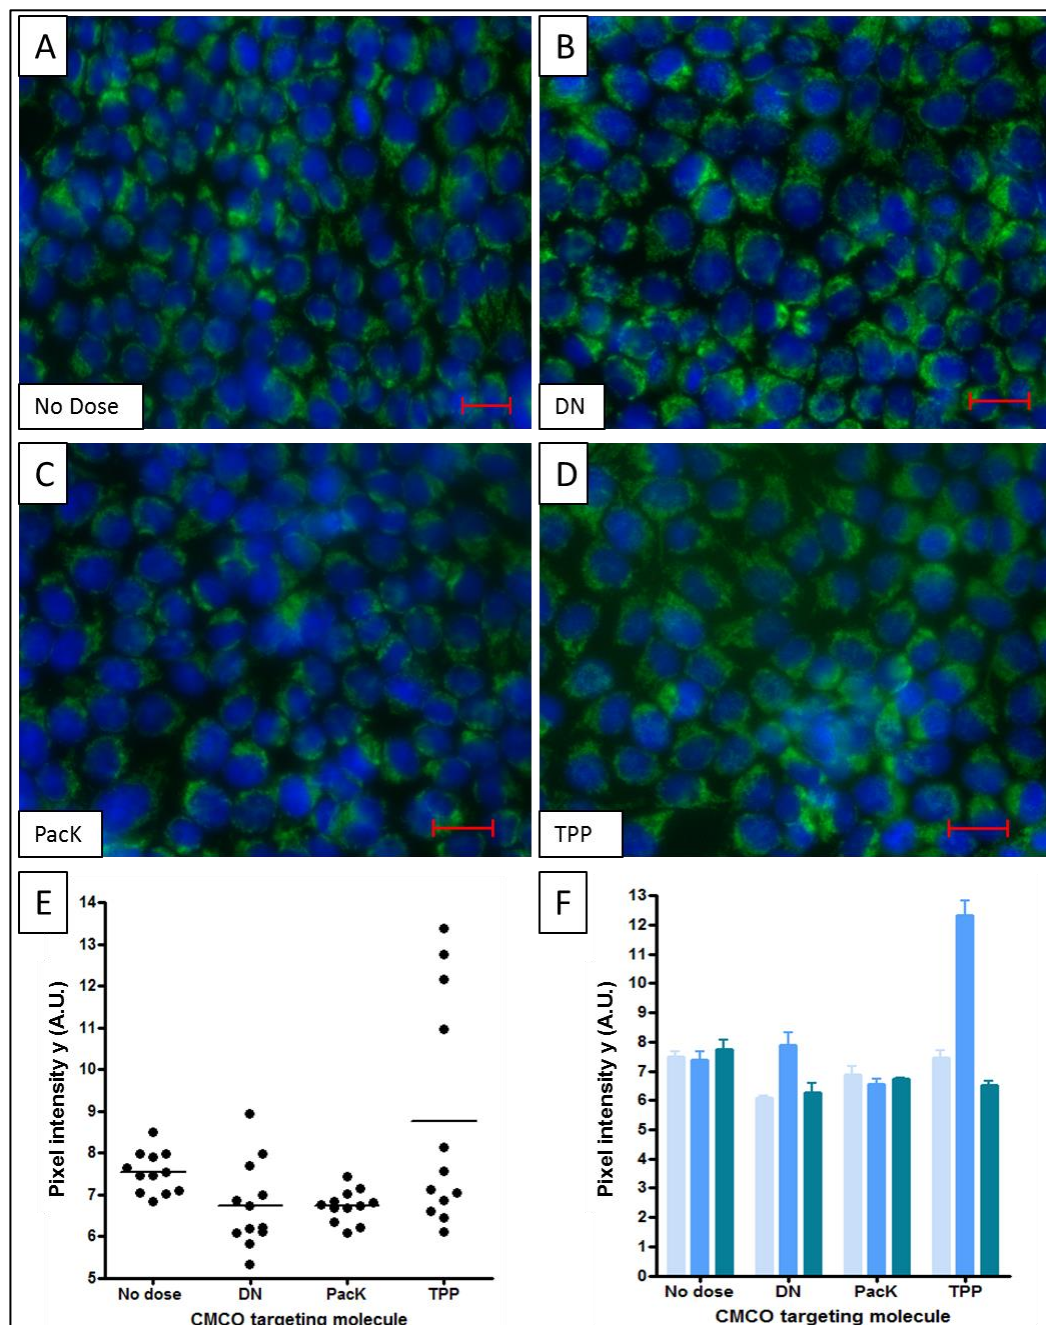 A
B
No Dose
DN
C
D
PacK
TPP
E
F
14
13
12
11
10
9
8
7
6
5
Pixel intensity y (A.U.)
No dose DN PacK TPP
CMCO targeting molecule
13
12
11
10
9
8
7
6
5
4
3
2
1
0
Pixel intensity y (A.U.)
No dose DN PacK TPP
CMCO targeting molecule